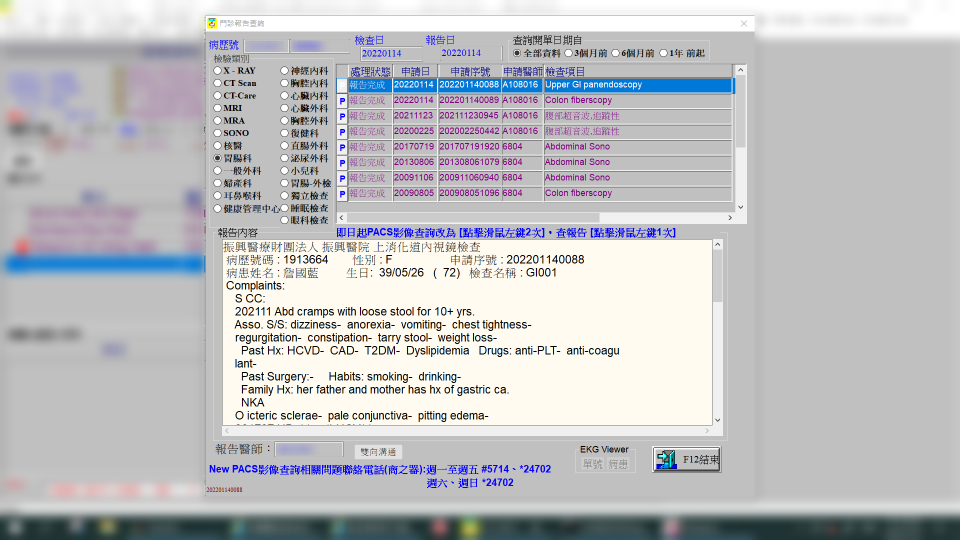 門診報告查詢
病歷號
檢查日
報告日
20220114
20220114
查詢開單日期自
全部資料 3個月前 6個月前 1年 前起
檢驗類別
X - RAY 神經內科
CT Scan 胸腔內科
CT-Care 心臟內科
MRI 心臟外科
MRA 胸腔外科
SONO 復健科
核醫 直腸外科
胃腸科 泌尿外科
一般外科 小兒科
婦產科 胃腸-外檢
耳鼻喉科 獨立檢查
健康管理中心 睡眠檢查
眼科檢查
處理狀態 申請日 申請序號 申請醫師 檢查項目
報告完成 20220114 202201140088 A108016 Upper GI panendoscopy
P 報告完成 20220114 202201140089 A108016 Colon fiberscopy
P 報告完成 20211123 202111230945 A108016 腹部超音波,追蹤性
P 報告完成 20200225 202002250442 A108016 腹部超音波,追蹤性
P 報告完成 20170719 201707191920 6804 Abdominal Sono
P 報告完成 20130806 201308061079 6804 Abdominal Sono
P 報告完成 20091106 200911060940 6804 Abdominal Sono
P 報告完成 20090805 200908051096 6804 Colon fiberscopy
報告內容
即日起PACS影像查詢改為 [點擊滑鼠左鍵2次]，查報告 [點擊滑鼠左鍵1次]
振興醫療財團法人 振興醫院 上消化道內視鏡檢查
病歷號碼 : 1913664 性別 : F 申請序號 : 202201140088
病患姓名 : 詹國藍 生日: 39/05/26 ( 72) 檢查名稱 : GI001
Complaints:
S CC:
202111 Abd cramps with loose stool for 10+ yrs.
Asso. S/S: dizziness- anorexia- vomiting- chest tightness-
regurgitation- constipation- tarry stool- weight loss-
Past Hx: HCVD- CAD- T2DM- Dyslipidemia Drugs: anti-PLT- anti-coagu
lant-
Past Surgery:- Habits: smoking- drinking-
Family Hx: her father and mother has hx of gastric ca.
NKA
O icteric sclerae- pale conjunctiva- pitting edema-
報告醫師：
雙向溝通
EKG Viewer
單號 病患
F12結束
New PACS影像查詢相關問題聯絡電話(商之器):週一至週五 #5714、*24702
週六、週日 *24702
202201140088